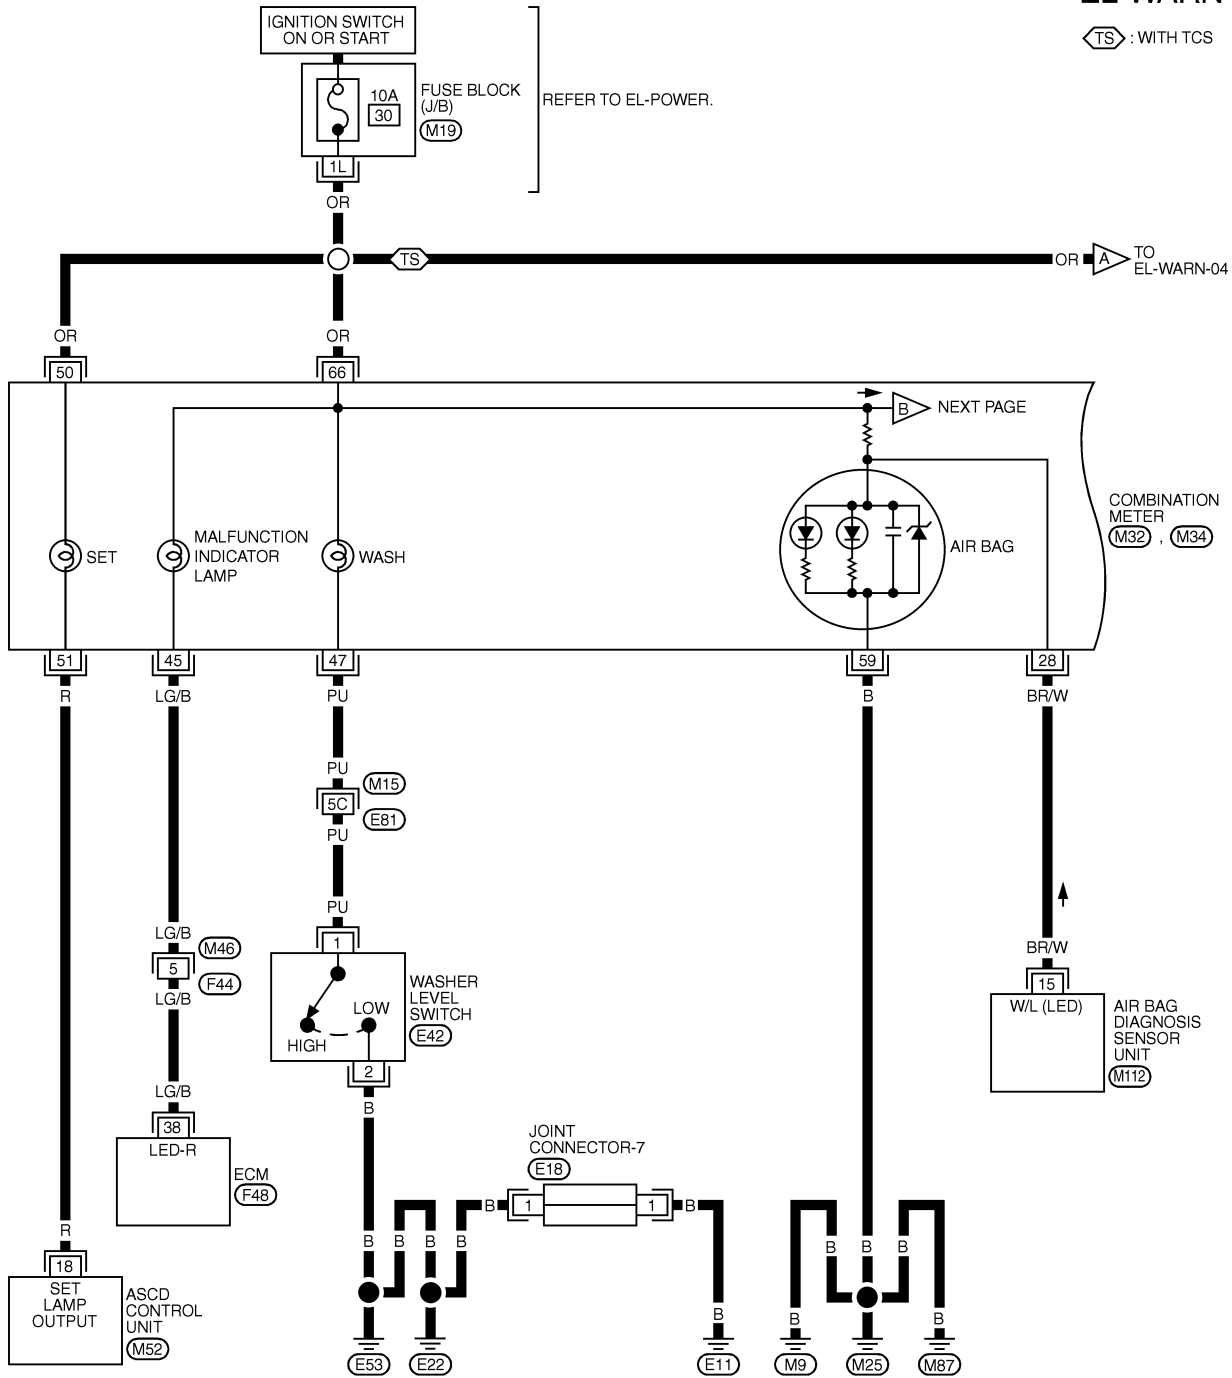 IGNITION SWITCH
ON OR START
TS : WITH TCS
10A
30
FUSE BLOCK
(J/B)
M19
REFER TO EL-POWER.
1L
OR
TS
OR
A
TO
EL-WARN-04
OR
OR
50
66
B
NEXT PAGE
SET
MALFUNCTION
INDICATOR
LAMP
WASH
AIR BAG
COMBINATION
METER
M32 , M34
51
45
47
59
28
R
LG/B
PU
B
BR/W
PU
M15
5C
E81
PU
PU
LG/B
M46
5
F44
LG/B
1
WASHER
LEVEL
SWITCH
E42
LOW
HIGH
2
B
BR/W
15
W/L (LED)
AIR BAG
DIAGNOSIS
SENSOR
UNIT
M112
LG/B
38
LED-R
ECM
F48
JOINT
CONNECTOR-7
E18
B
1
1
B
R
B
B
B
B
B
B
B
18
SET
LAMP
OUTPUT
ASCD
CONTROL
UNIT
M52
B
B
B
E53
E22
E11
M9
M25
M87